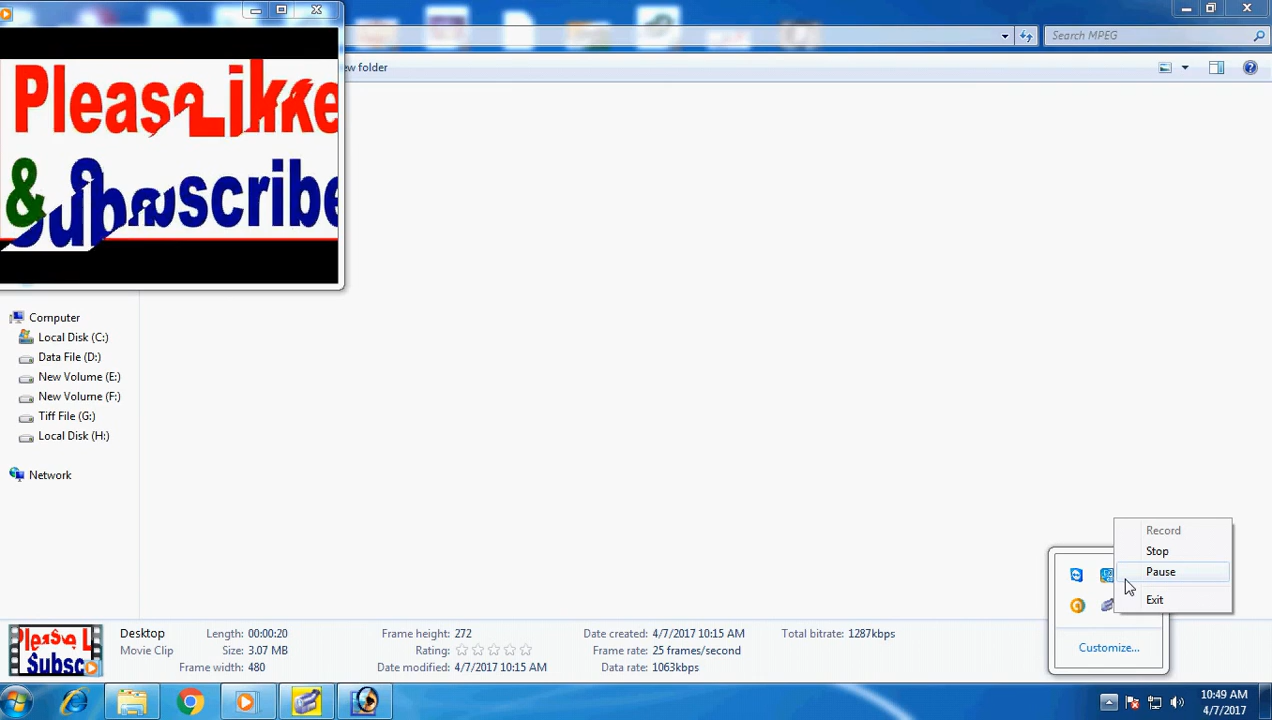 Please Like
& Subscribe
ew folder
Search MPEG
Computer
Local Disk (C:)
Data File (D:)
New Volume (E:)
New Volume (F:)
Tiff File (G:)
Local Disk (H:)
Network
Record
Stop
Pause
Exit
Customize...
Desktop
Movie Clip
Length: 00:00:20
Size: 3.07 MB
Frame width: 480
Frame height: 272
Rating:
Date modified: 4/7/2017 10:15 AM
Date created: 4/7/2017 10:15 AM
Frame rate: 25 frames/second
Data rate: 1063kbps
Total bitrate: 1287kbps
10:49 AM
4/7/2017